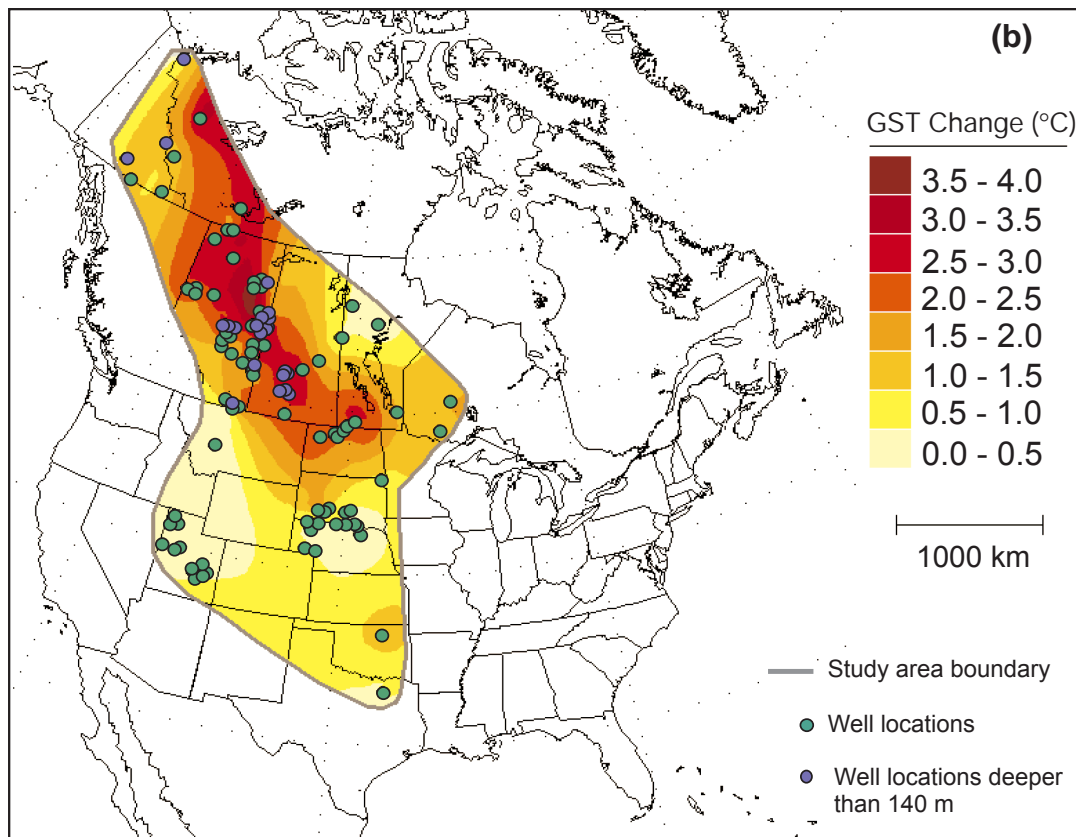 (b)
GST Change (°C)
3.5 - 4.0
3.0 - 3.5
2.5 - 3.0
2.0 - 2.5
1.5 - 2.0
1.0 - 1.5
0.5 - 1.0
0.0 - 0.5
1000 km
Study area boundary
Well locations
Well locations deeper
than 140 m